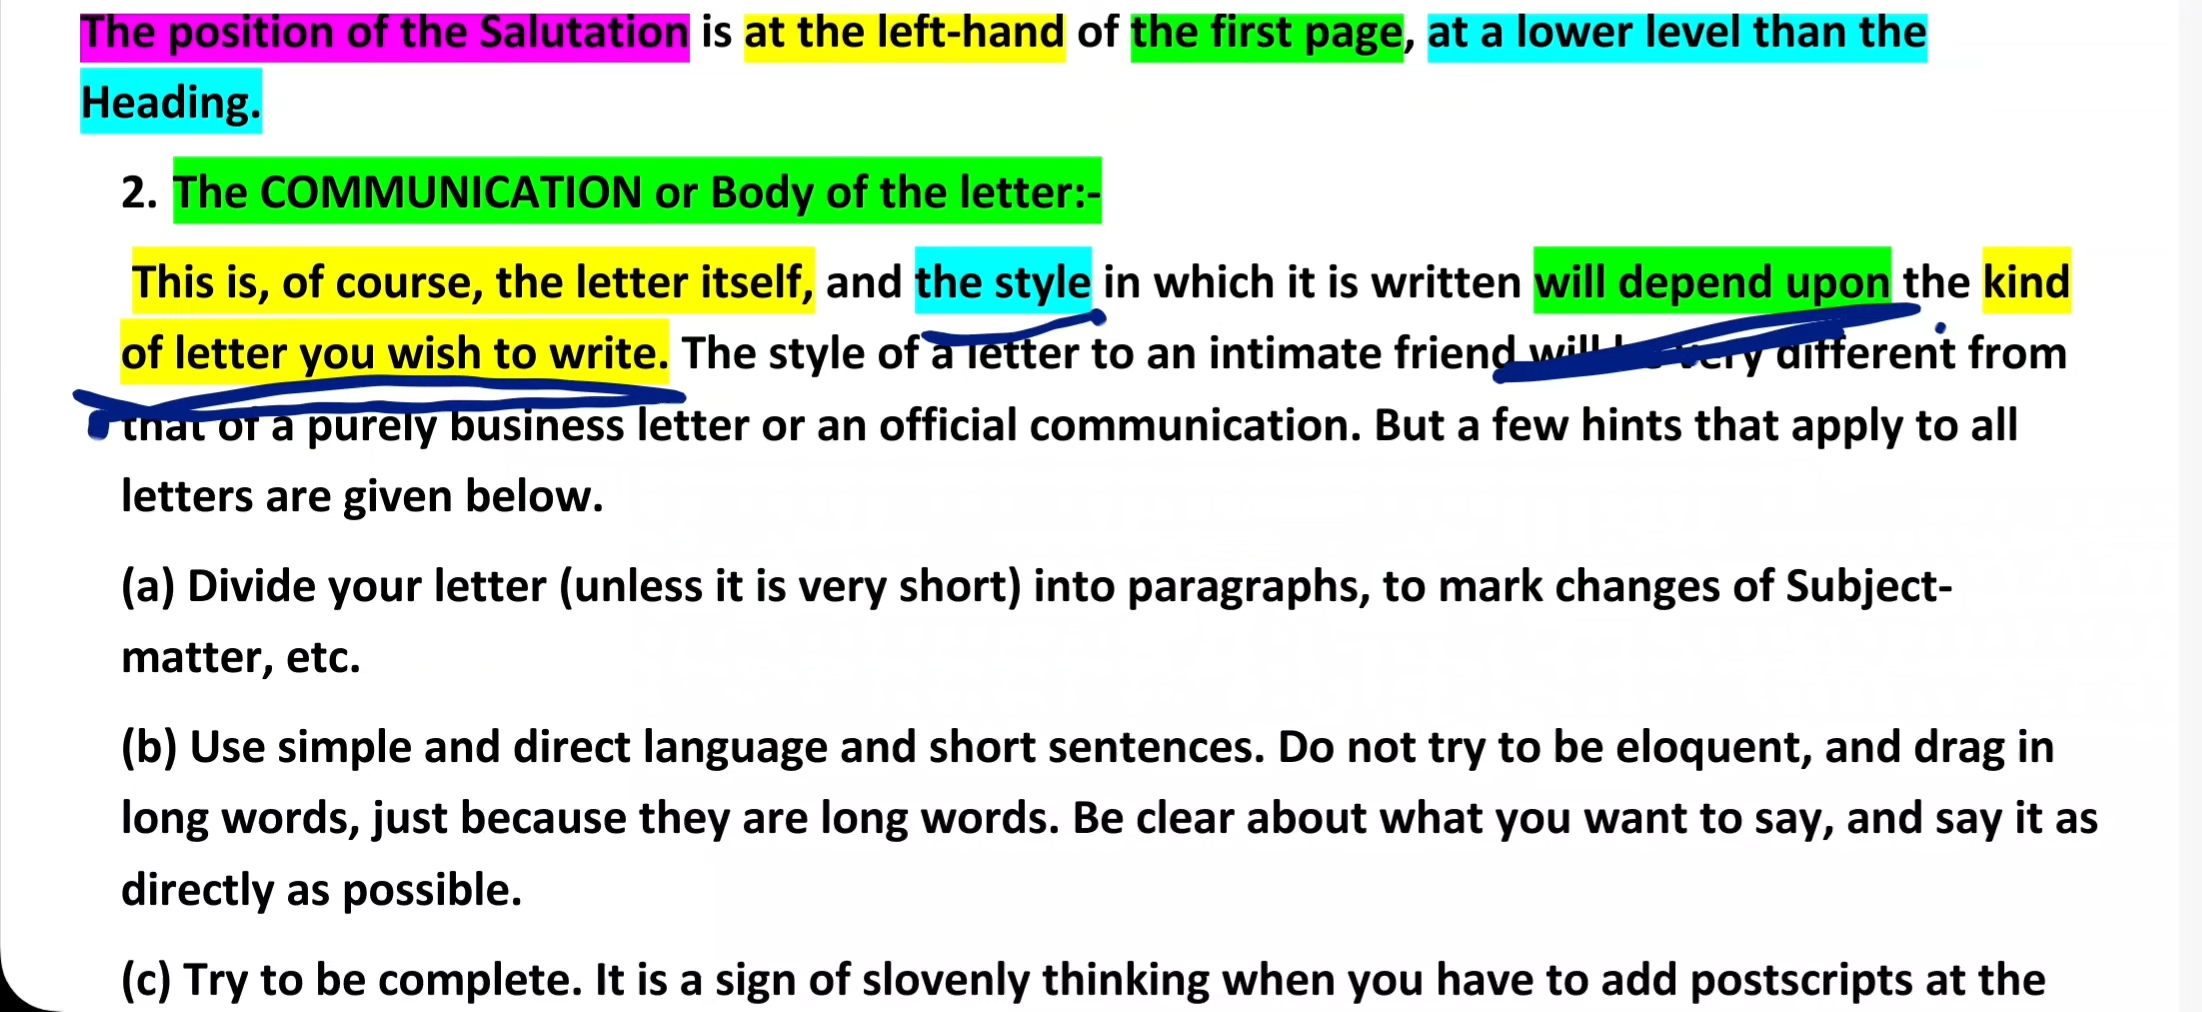 The position of the Salutation is at the left-hand of the first page, at a lower level than the
Heading.
2. The COMMUNICATION or Body of the letter:-
This is, of course, the letter itself, and the style in which it is written will depend upon the kind
of letter you wish to write. The style of a letter to an intimate friend will be very different from
that of a purely business letter or an official communication. But a few hints that apply to all
letters are given below.
(a) Divide your letter (unless it is very short) into paragraphs, to mark changes of Subject-
matter, etc.
(b) Use simple and direct language and short sentences. Do not try to be eloquent, and drag in
long words, just because they are long words. Be clear about what you want to say, and say it as
directly as possible.
(c) Try to be complete. It is a sign of slovenly thinking when you have to add postscripts at the